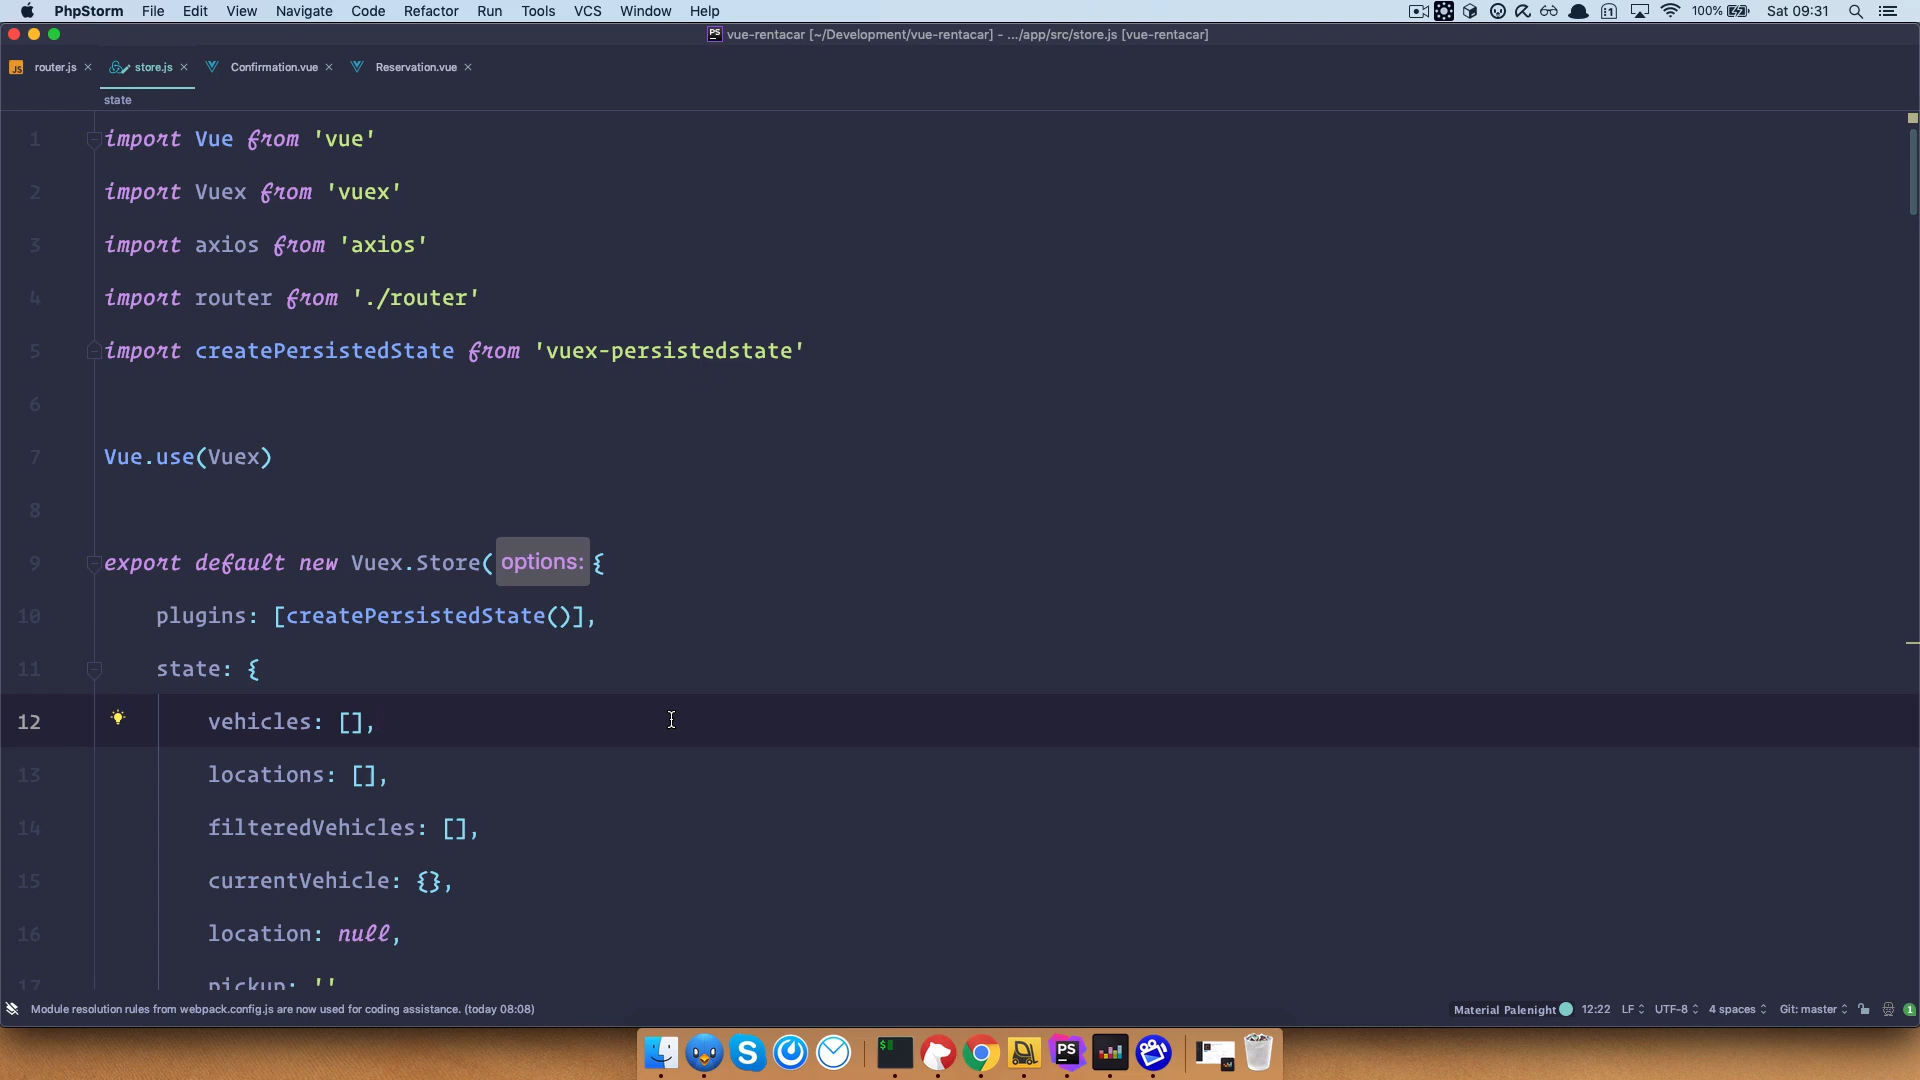 PhpStorm File Edit View Navigate Code Refactor Run Tools VCS Window Help 100% Sat 09:31
PS vue-rentacar [~/Development/vue-rentacar] - .../app/src/store.js [vue-rentacar]
JS router.js × store.js × Confirmation.vue × Reservation.vue ×
state
1 import Vue from 'vue'
2 import Vuex from 'vuex'
3 import axios from 'axios'
4 import router from './router'
5 import createPersistedState from 'vuex-persistedstate'
6
7 Vue.use(Vuex)
8
9 export default new Vuex.Store( options: {
10 plugins: [createPersistedState()],
11 state: {
12 vehicles: [],
13 locations: [],
14 filteredVehicles: [],
15 currentVehicle: {},
16 location: null,
17 pickup: ''
Module resolution rules from webpack.config.js are now used for coding assistance. (today 08:08) Material Palenight 12:22 LF UTF-8 4 spaces Git: master 1
$ S PS